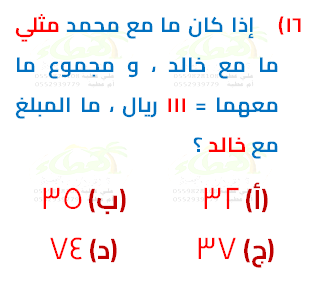 ١٦) إذا كان ما مع محمد مثلي
ما مع خالد ، و مجموع ما
معهما = ١١١ ريال ، ما المبلغ
مع خالد ؟
(أ) ٣٢ (ب) ٣٥
(ج) ٣٧ (د) ٧٤